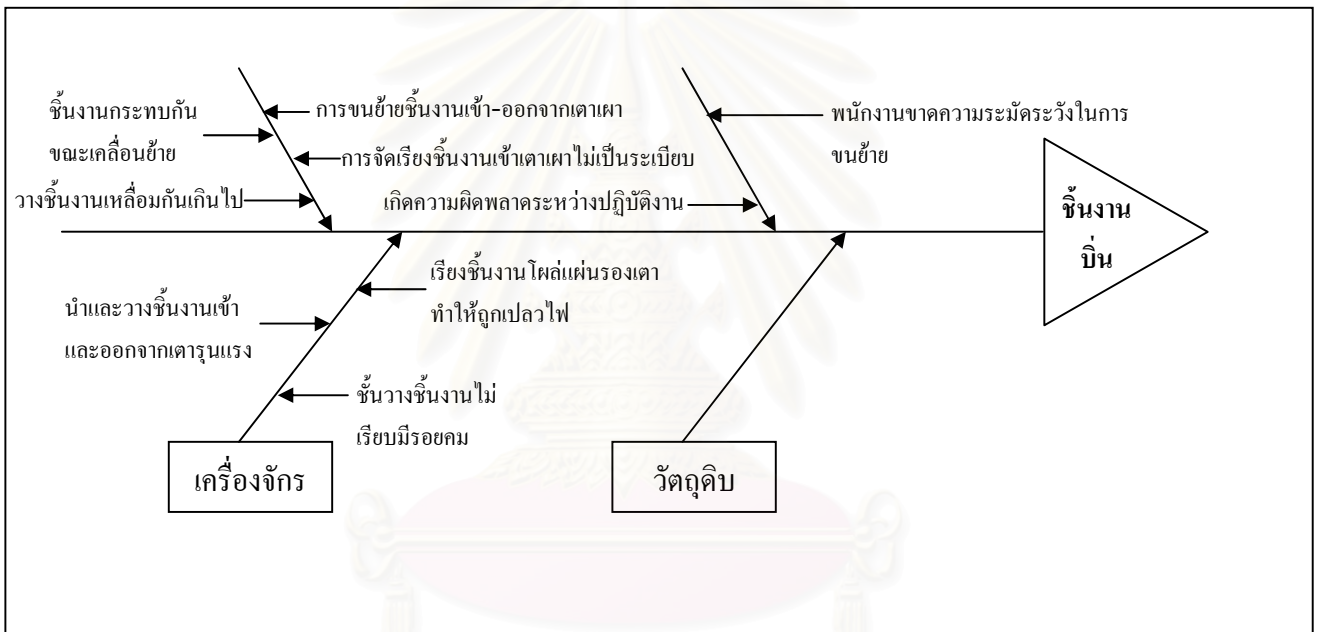 ชิ้นงานกระทบกัน
ขณะเคลื่อนย้าย
วางชิ้นงานเหลื่อมกันเกินไป
การขนย้ายชิ้นงานเข้า-ออกจากเตาเผา
การจัดเรียงชิ้นงานเข้าเตาเผาไม่เป็นระเบียบ
เกิดความผิดพลาดระหว่างปฏิบัติงาน
พนักงานขาดความระมัดระวังในการ
ขนย้าย
ชิ้นงาน
บิ่น
เรียงชิ้นงานโผล่แผ่นรองเตา
ทำให้ถูกเปลวไฟ
นำและวางชิ้นงานเข้า
และออกจากเตารุนแรง
ชั้นวางชิ้นงานไม่
เรียบมีรอยคม
เครื่องจักร
วัตถุดิบ